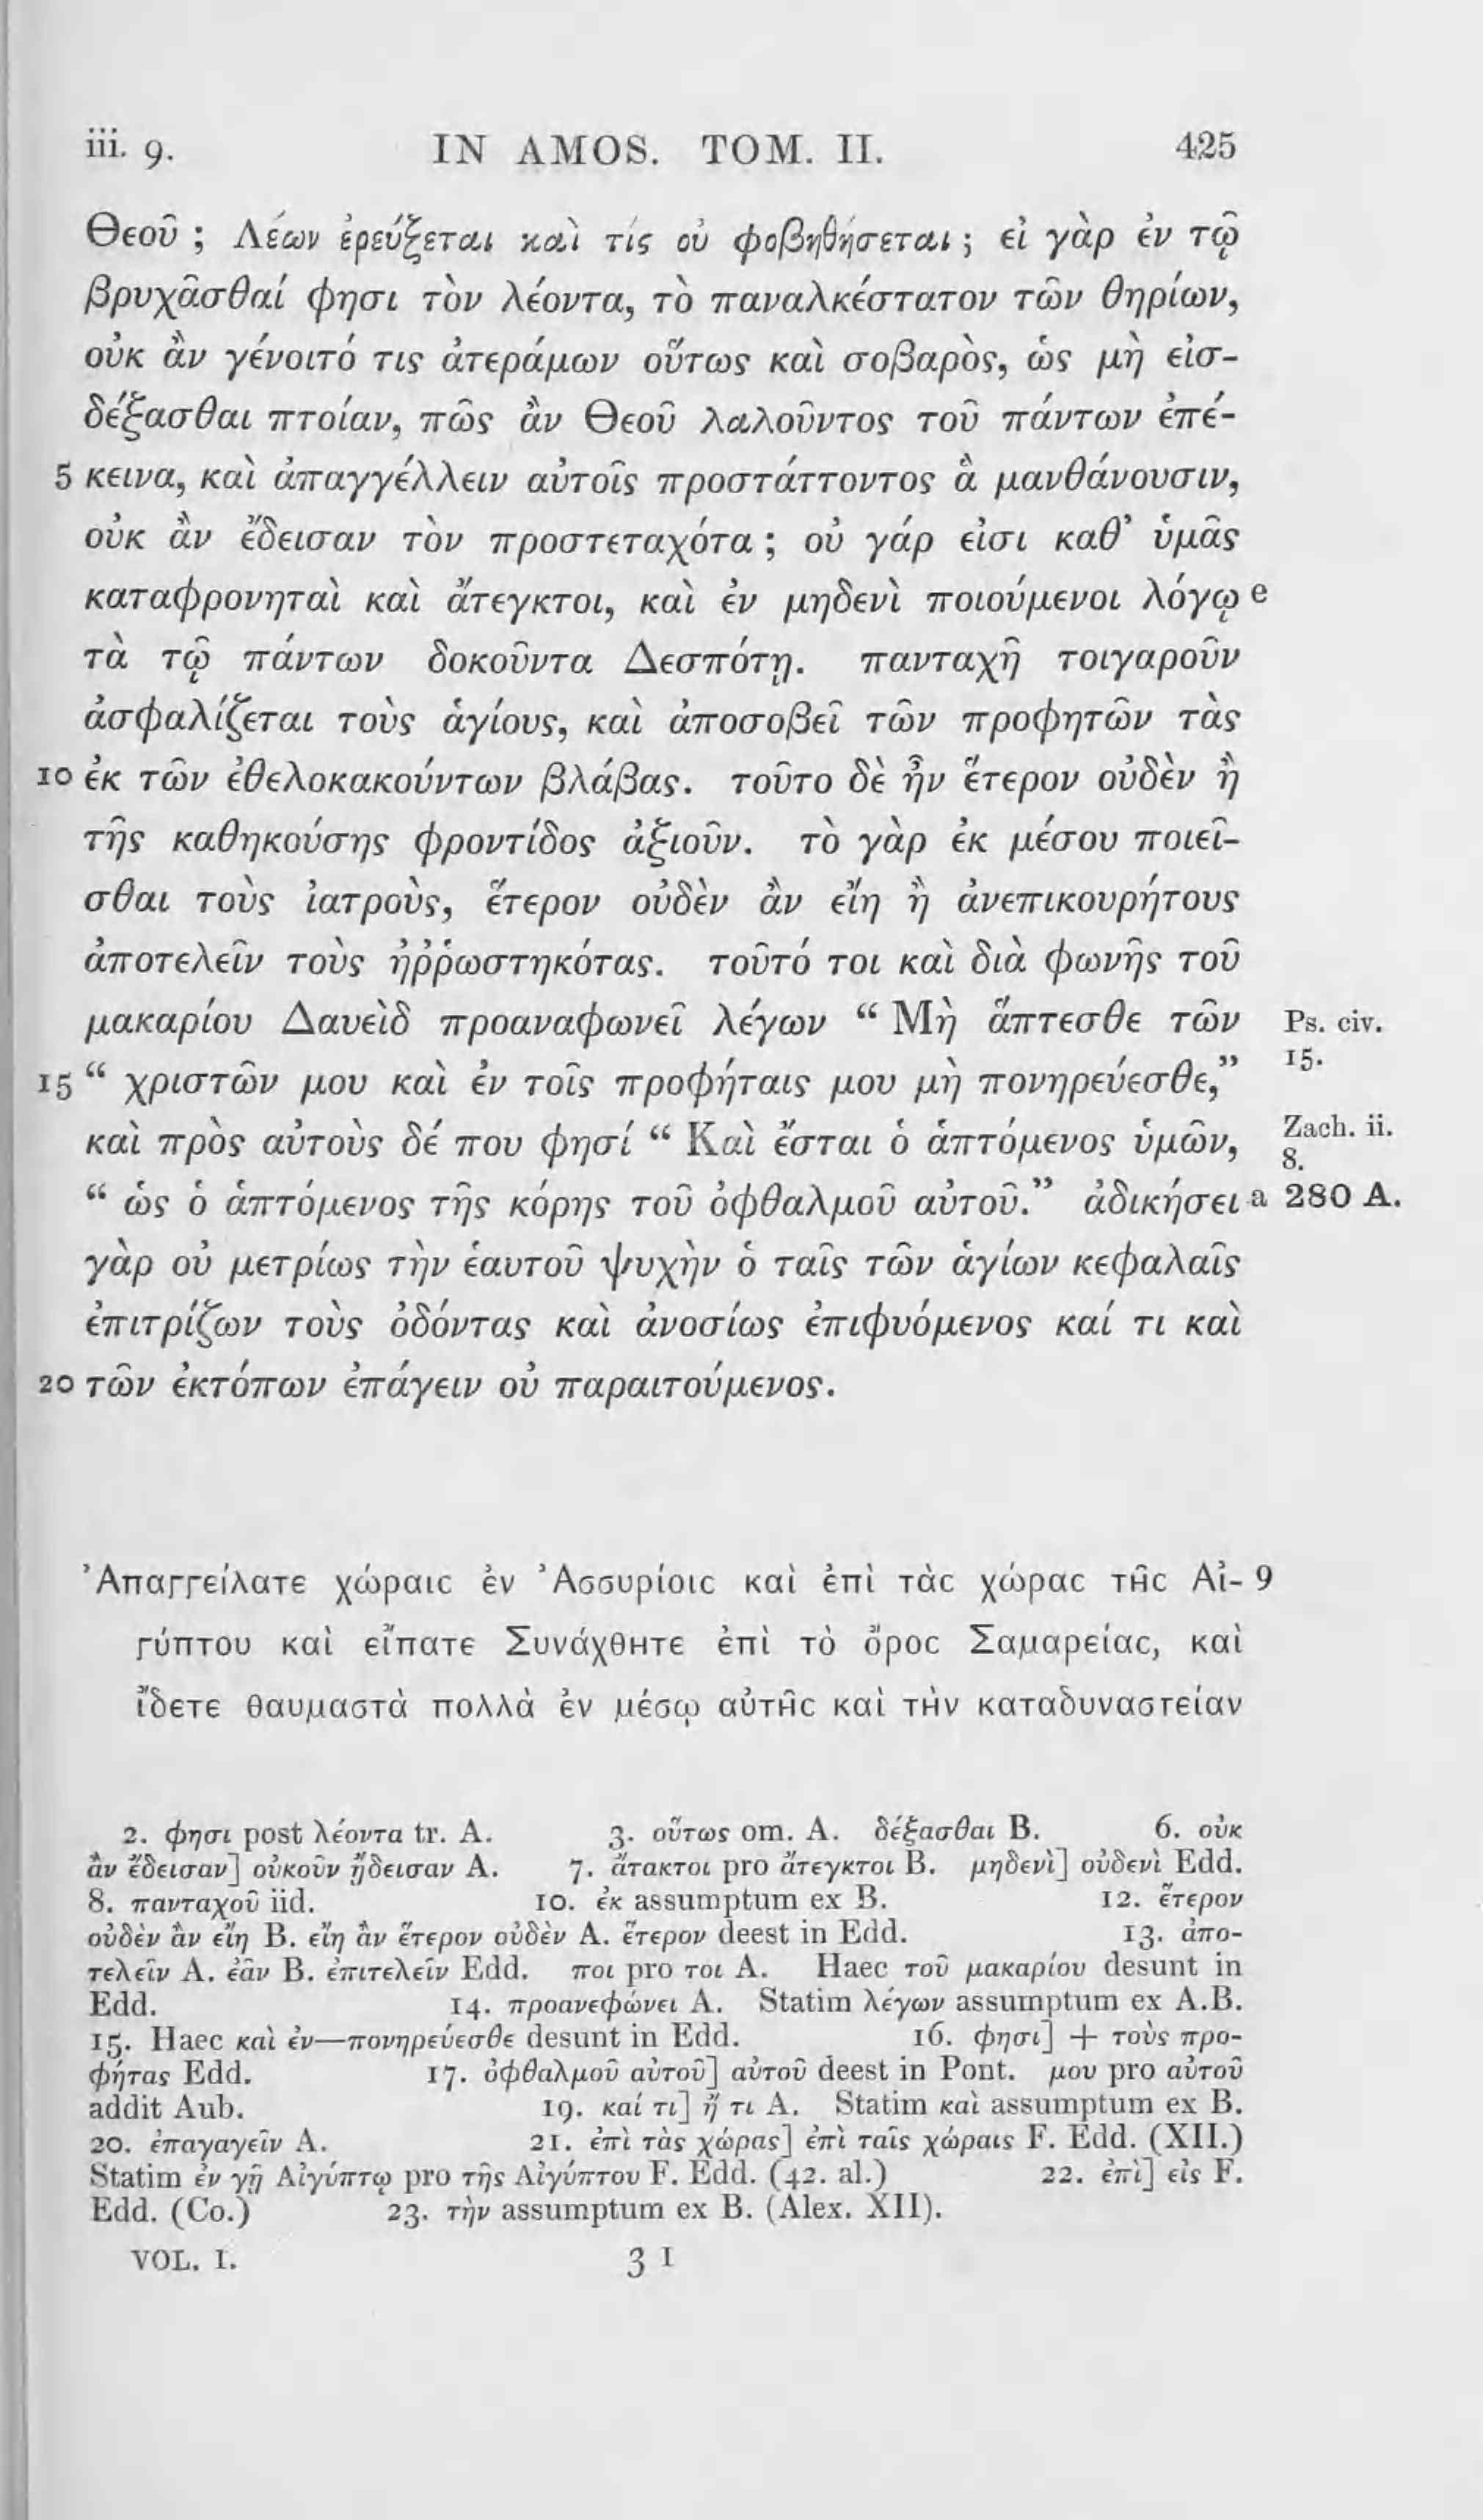 iii. 9. IN AMOS. TOM. II. 425
Θεοῦ ; Λέων ἐρεύξεται καὶ τίς οὐ φοβηθήσεται ; εἰ γὰρ ἐν τῷ
βρυχᾶσθαί φησι τὸν λέοντα, τὸ παναλκέστατον τῶν θηρίων,
οὐκ ἂν γένοιτό τις ἀτεράμων οὕτως καὶ σοβαρὸς, ὡς μὴ εἰσ-
δέξασθαι πτοίαν, πῶς ἂν Θεοῦ λαλοῦντος τοῦ πάντων ἐπέ-
5 κεινα, καὶ ἀπαγγέλλειν αὐτοῖς προστάττοντος ἃ μανθάνουσιν,
οὐκ ἂν ἔδεισαν τὸν προστεταχότα ; οὐ γάρ εἰσι καθ’ ὑμᾶς
καταφρονηταὶ καὶ ἄτεγκτοι, καὶ ἐν μηδενὶ ποιούμενοι λόγῳ e
τὰ τῷ πάντων δοκοῦντα Δεσπότῃ. πανταχῆ τοιγαροῦν
ἀσφαλίζεται τοὺς ἁγίους, καὶ ἀποσοβεῖ τῶν προφητῶν τὰς
10 ἐκ τῶν ἐθελοκακούντων βλάβας. τοῦτο δὲ ἦν ἕτερον οὐδὲν ἢ
τῆς καθηκούσης φροντίδος ἀξιοῦν. τὸ γὰρ ἐκ μέσου ποιεῖ-
σθαι τοὺς ἰατροὺς, ἕτερον οὐδὲν ἂν εἴη ἢ ἀνεπικουρήτους
ἀποτελεῖν τοὺς ἠῤῥωστηκότας. τοῦτό τοι καὶ διὰ φωνῆς τοῦ
μακαρίου Δαυεὶδ προαναφωνεῖ λέγων “ Μὴ ἅπτεσθε τῶν Ps. civ.
15 “ χριστῶν μου καὶ ἐν τοῖς προφήταις μου μὴ πονηρεύεσθε,” 15.
καὶ πρὸς αὐτοὺς δέ που φησί “ Καὶ ἔσται ὁ ἁπτόμενος ὑμῶν, Zach. ii. 8.
“ ὡς ὁ ἁπτόμενος τῆς κόρης τοῦ ὀφθαλμοῦ αὐτοῦ.” ἀδικήσει a 280 A.
γὰρ οὐ μετρίως τὴν ἑαυτοῦ ψυχὴν ὁ ταῖς τῶν ἁγίων κεφαλαῖς
ἐπιτρίζων τοὺς ὀδόντας καὶ ἀνοσίως ἐπιφυόμενος καί τι καὶ
20 τῶν ἐκτόπων ἐπάγειν οὐ παραιτούμενος.
Ἀπαγγείλατε χώραις ἐν Ἀσσυρίοις καὶ ἐπὶ τὰς χώρας τῆς Αἰ- 9
γύπτου καὶ εἴπατε Συνάχθητε ἐπὶ τὸ ὄρος Σαμαρείας, καὶ
ἴδετε θαυμαστὰ πολλὰ ἐν μέσῳ αὐτῆς καὶ τὴν καταδυναστείαν
2. φησι post λέοντα tr. A. 3. οὕτως om. A. δέξασθαι B. 6. οὐκ
ἂν ἔδεισαν] οὐκοῦν ᾔδεισαν A. 7. ἄτακτοι pro ἄτεγκτοι B. μηδενὶ] οὐδενὶ Edd.
8. πανταχοῦ iid. 10. ἐκ assumptum ex B. 12. ἕτερον
οὐδὲν ἂν εἴη B. εἴη ἂν ἕτερον οὐδὲν A. ἕτερον deest in Edd. 13. ἀπο-
τελεῖν A. ἐᾶν B. ἐπιτελεῖν Edd. ποι pro τοι A. Haec τοῦ μακαρίου desunt in
Edd. 14. προανεφώνει A. Statim λέγων assumptum ex A.B.
15. Haec καὶ ἐν—πονηρεύεσθε desunt in Edd. 16. φησι] + τοὺς προ-
φήτας Edd. 17. ὀφθαλμοῦ αὐτοῦ] αὐτοῦ deest in Pont. μου pro αὐτοῦ
addit Aub. 19. καί τι] ἤ τι A. Statim καὶ assumptum ex B.
20. ἐπαγαγεῖν A. 21. ἐπὶ τὰς χώρας] ἐπὶ ταῖς χώραις F. Edd. (XII.)
Statim ἐν γῇ Αἰγύπτῳ pro τῆς Αἰγύπτου F. Edd. (42. al.) 22. ἐπὶ] εἰς F.
Edd. (Co.) 23. τὴν assumptum ex B. (Alex. XII).
VOL. I. 3 I